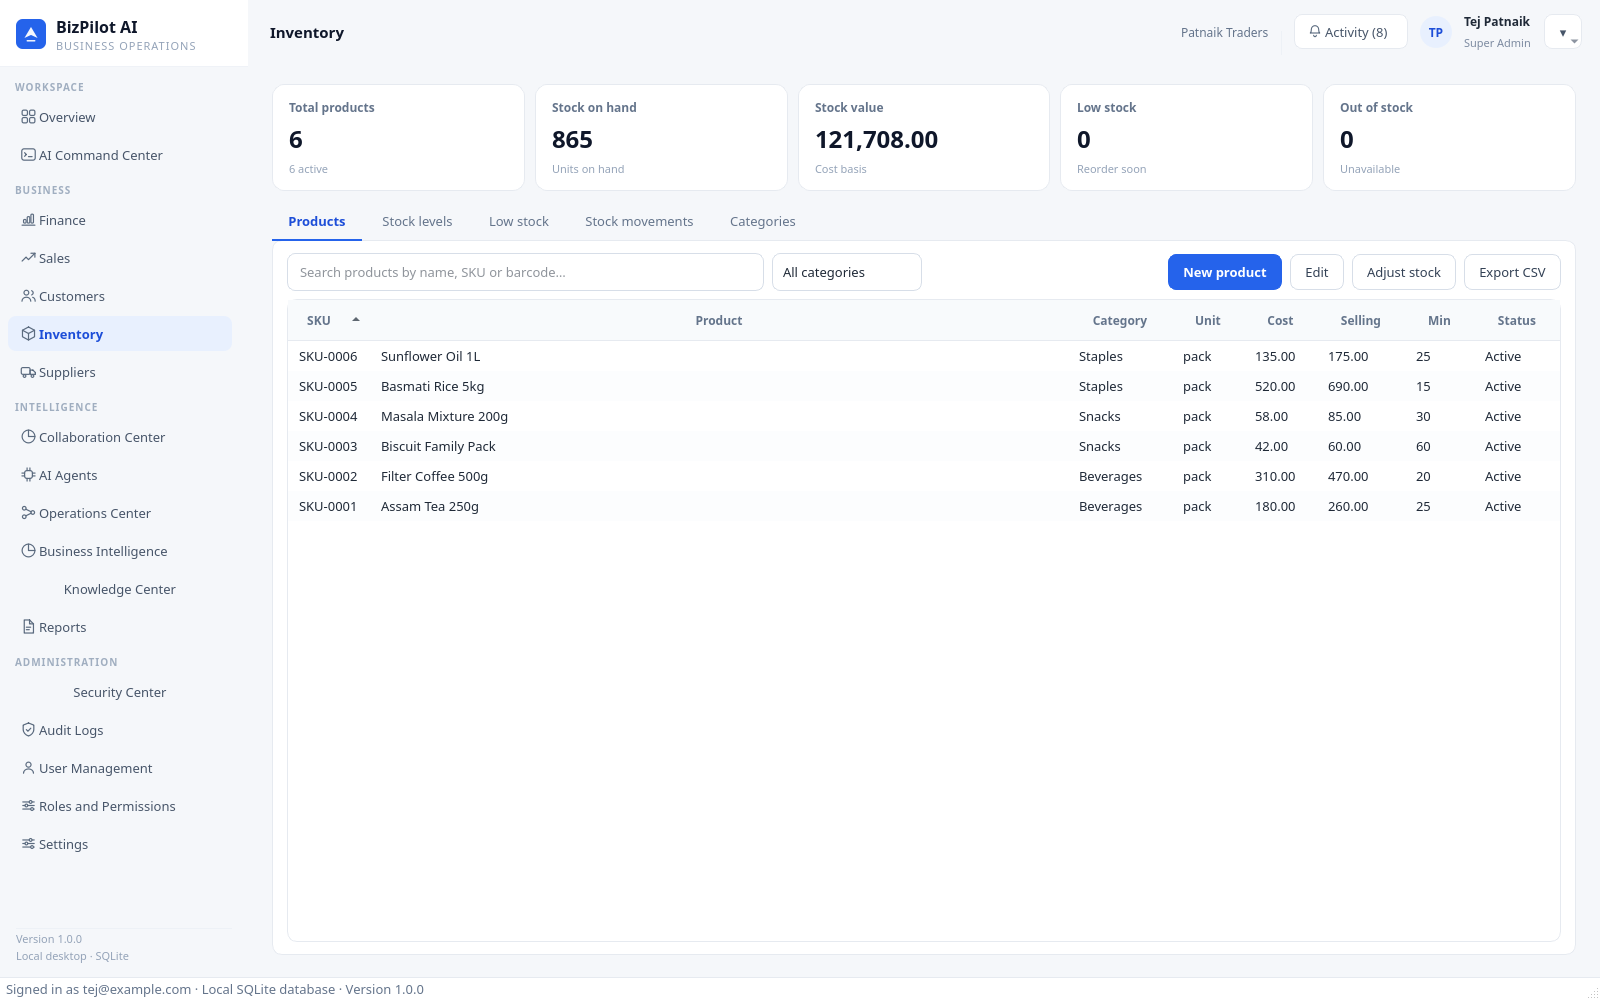 BizPilot AI
BUSINESS OPERATIONS
WORKSPACE
Overview
AI Command Center
BUSINESS
Finance
Sales
Customers
Inventory
Suppliers
INTELLIGENCE
Collaboration Center
AI Agents
Operations Center
Business Intelligence
Knowledge Center
Reports
ADMINISTRATION
Security Center
Audit Logs
User Management
Roles and Permissions
Settings
Version 1.0.0
Local desktop · SQLite
Inventory
Patnaik Traders
Activity (8)
TP
Tej Patnaik
Super Admin
Total products
6
6 active
Stock on hand
865
Units on hand
Stock value
121,708.00
Cost basis
Low stock
0
Reorder soon
Out of stock
0
Unavailable
Products Stock levels Low stock Stock movements Categories
Search products by name, SKU or barcode... All categories New product Edit Adjust stock Export CSV
SKU Product Category Unit Cost Selling Min Status
SKU-0006 Sunflower Oil 1L Staples pack 135.00 175.00 25 Active
SKU-0005 Basmati Rice 5kg Staples pack 520.00 690.00 15 Active
SKU-0004 Masala Mixture 200g Snacks pack 58.00 85.00 30 Active
SKU-0003 Biscuit Family Pack Snacks pack 42.00 60.00 60 Active
SKU-0002 Filter Coffee 500g Beverages pack 310.00 470.00 20 Active
SKU-0001 Assam Tea 250g Beverages pack 180.00 260.00 25 Active
Signed in as tej@example.com · Local SQLite database · Version 1.0.0